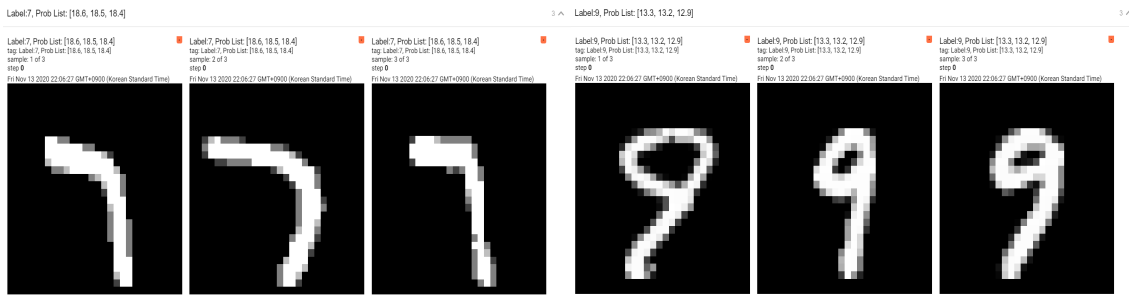 Label:7, Prob List: [18.6, 18.5, 18.4]
3
Label:7, Prob List: [18.6, 18.5, 18.4]
tag: Label:7, Prob List: [18.6, 18.5, 18.4]
sample: 1 of 3
step 0
Fri Nov 13 2020 22:06:27 GMT+0900 (Korean Standard Time)
7
Label:7, Prob List: [18.6, 18.5, 18.4]
tag: Label:7, Prob List: [18.6, 18.5, 18.4]
sample: 2 of 3
step 0
Fri Nov 13 2020 22:06:27 GMT+0900 (Korean Standard Time)
7
Label:7, Prob List: [18.6, 18.5, 18.4]
tag: Label:7, Prob List: [18.6, 18.5, 18.4]
sample: 3 of 3
step 0
Fri Nov 13 2020 22:06:27 GMT+0900 (Korean Standard Time)
7
Label:9, Prob List: [13.3, 13.2, 12.9]
3
Label:9, Prob List: [13.3, 13.2, 12.9]
tag: Label:9, Prob List: [13.3, 13.2, 12.9]
sample: 1 of 3
step 0
Fri Nov 13 2020 22:06:27 GMT+0900 (Korean Standard Time)
9
Label:9, Prob List: [13.3, 13.2, 12.9]
tag: Label:9, Prob List: [13.3, 13.2, 12.9]
sample: 2 of 3
step 0
Fri Nov 13 2020 22:06:27 GMT+0900 (Korean Standard Time)
9
Label:9, Prob List: [13.3, 13.2, 12.9]
tag: Label:9, Prob List: [13.3, 13.2, 12.9]
sample: 3 of 3
step 0
Fri Nov 13 2020 22:06:27 GMT+0900 (Korean Standard Time)
9